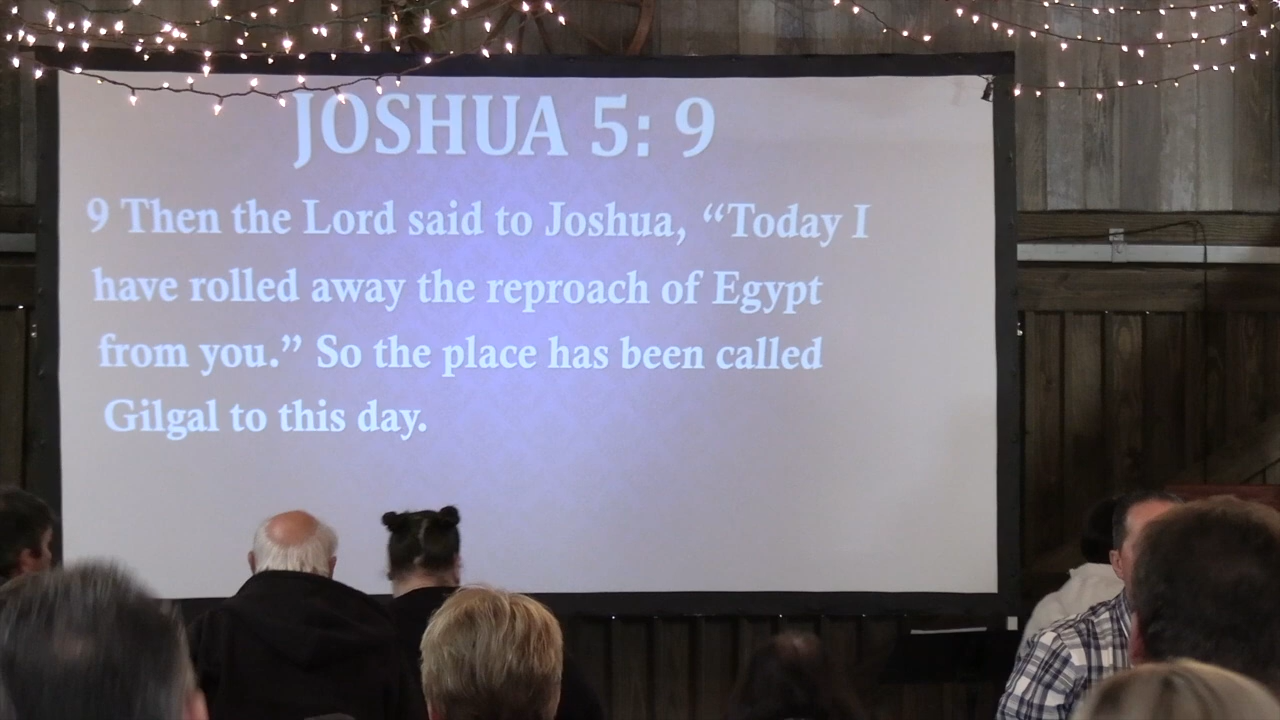 JOSHUA 5: 9
9 Then the Lord said to Joshua, “Today I
have rolled away the reproach of Egypt
from you.” So the place has been called
Gilgal to this day.